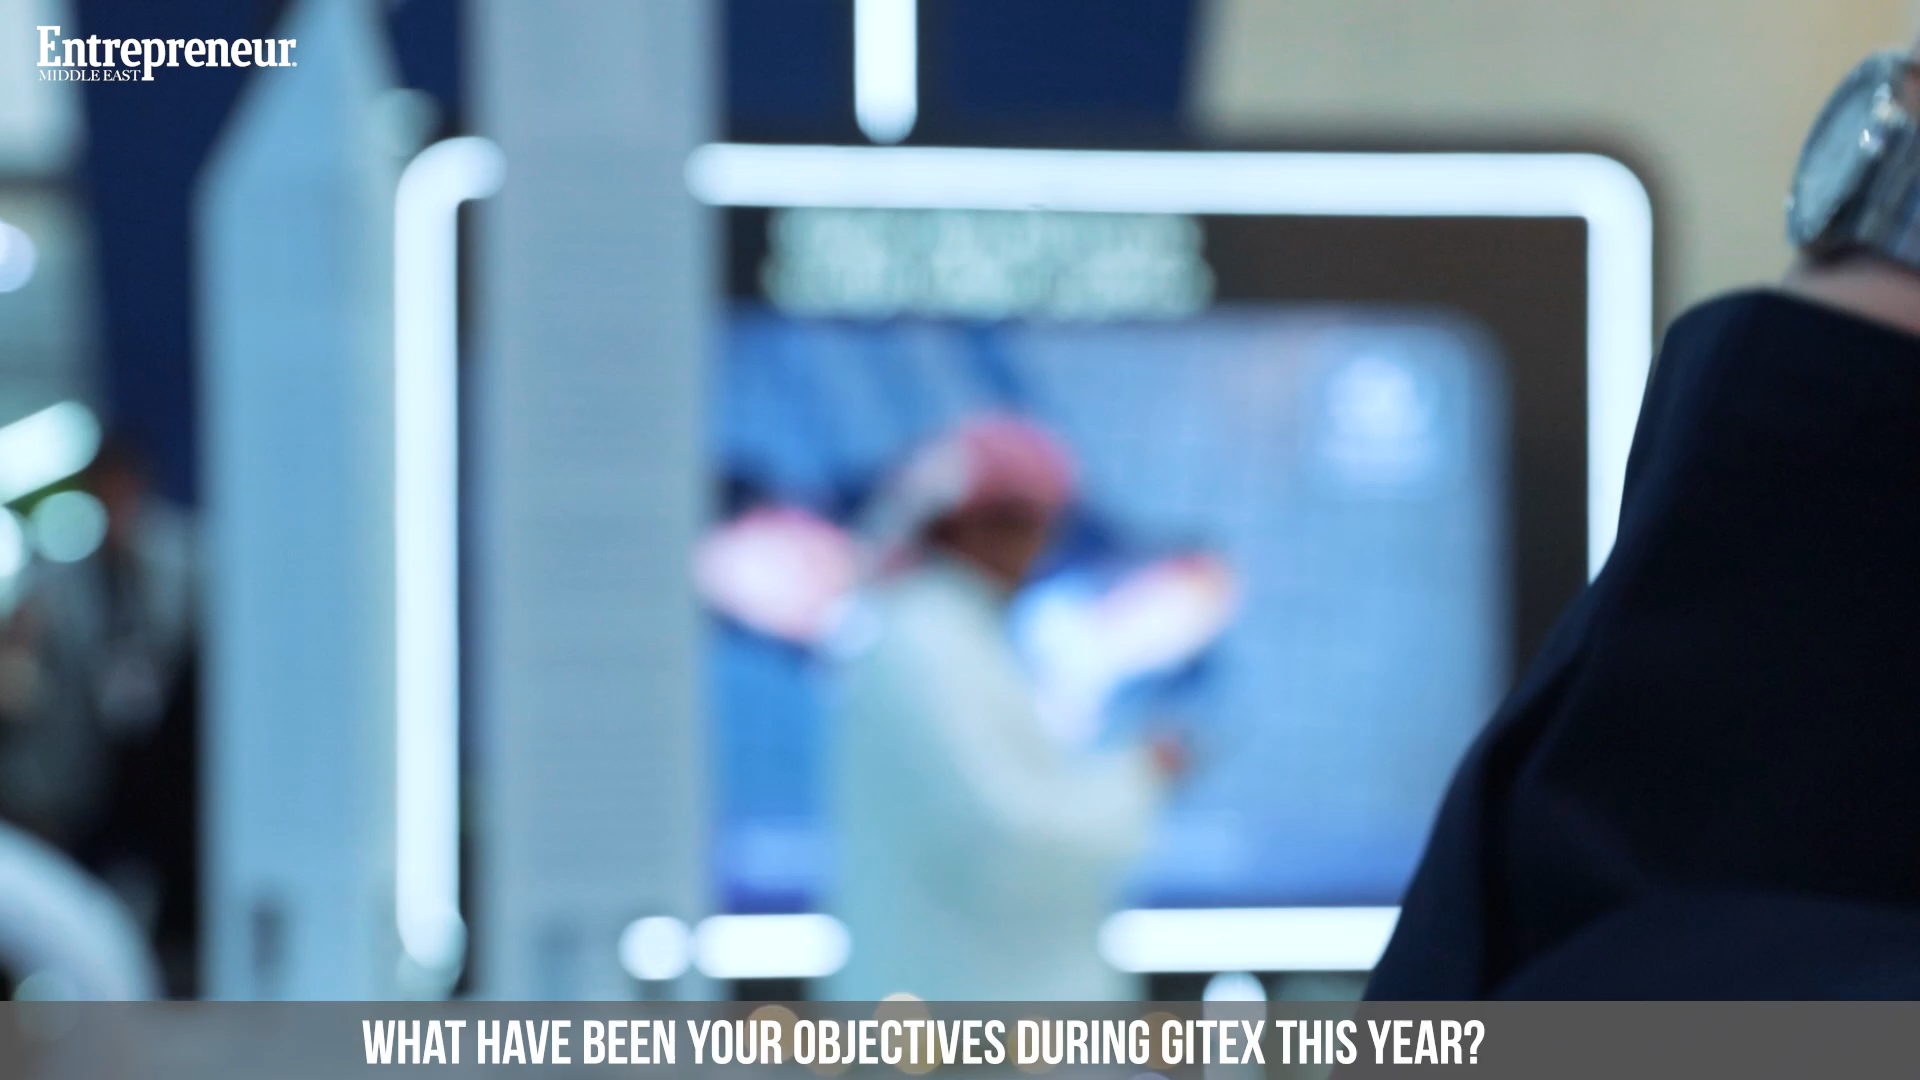 Entrepreneur
MIDDLE EAST
WHAT HAVE BEEN YOUR OBJECTIVES DURING GITEX THIS YEAR?